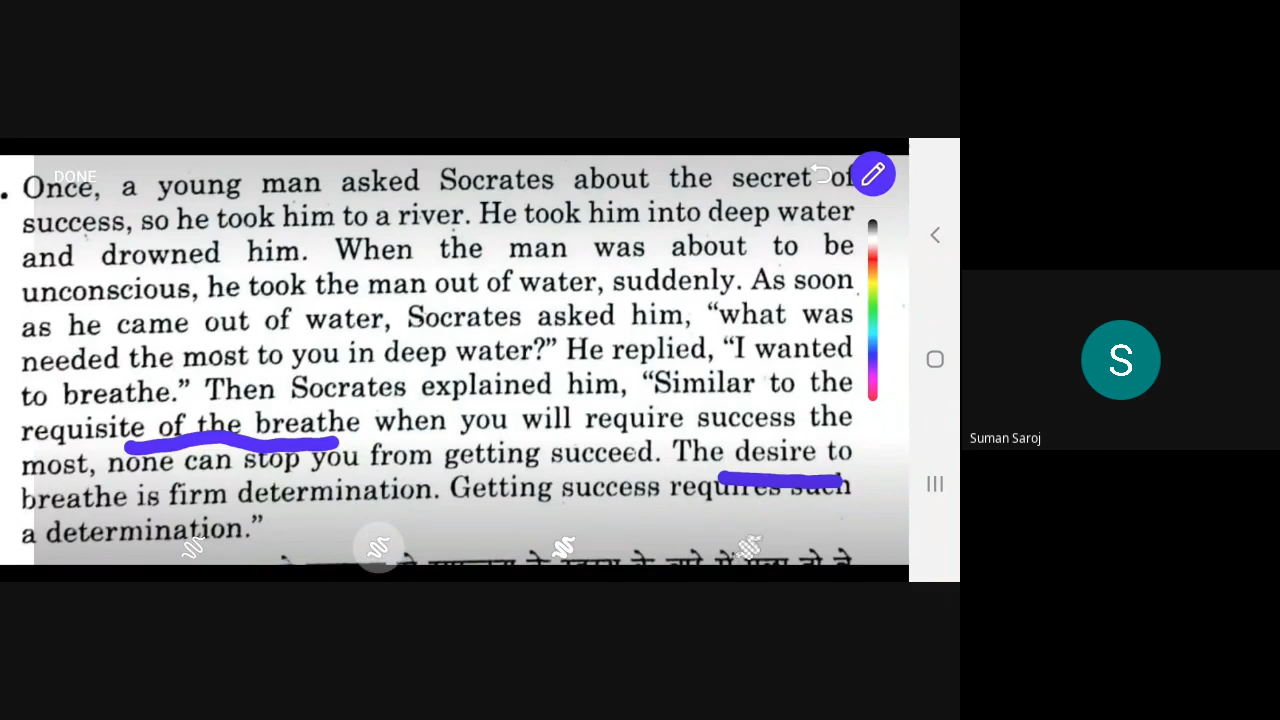 DONE
. Once, a young man asked Socrates about the secret of
success, so he took him to a river. He took him into deep water
and drowned him. When the man was about to be
unconscious, he took the man out of water, suddenly. As soon
as he came out of water, Socrates asked him, “what was
needed the most to you in deep water?” He replied, “I wanted
to breathe.” Then Socrates explained him, “Similar to the
requisite of the breathe when you will require success the
most, none can stop you from getting succeed. The desire to
breathe is firm determination. Getting success requires such
a determination.”
S
Suman Saroj